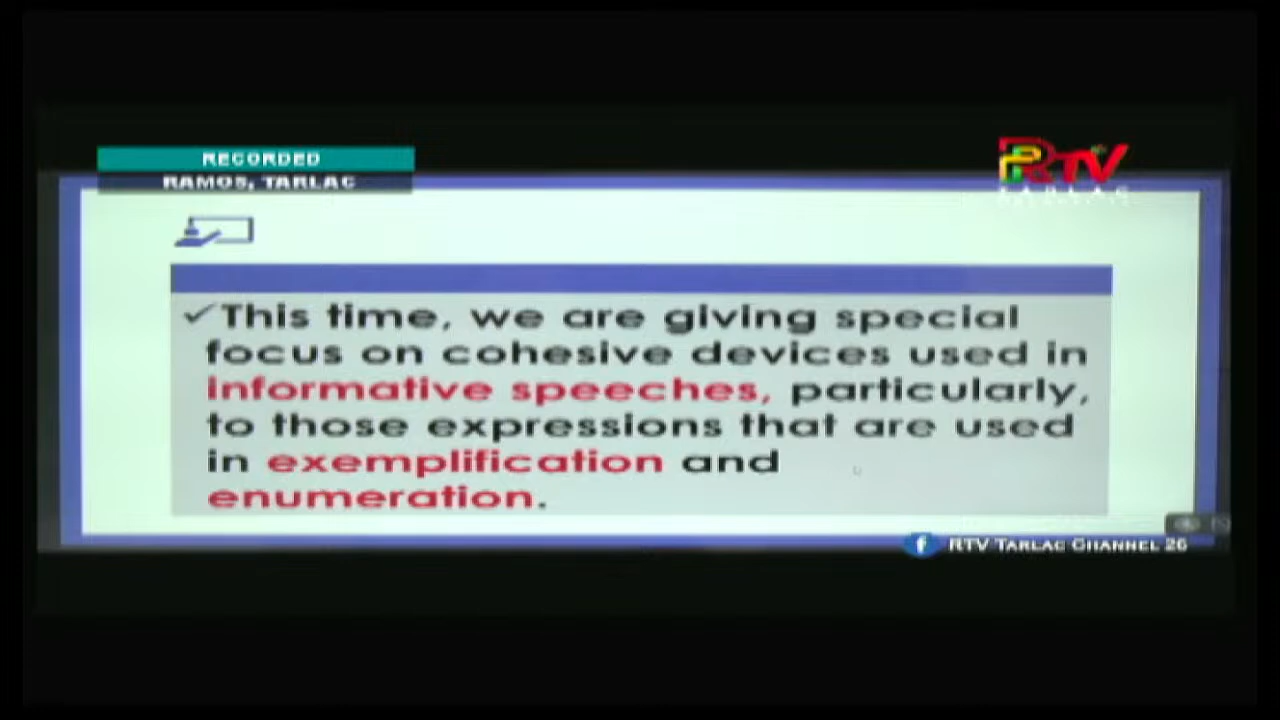 RECORDED
RAMOS, TARLAC
RTV
TARLAC
✓This time, we are giving special
focus on cohesive devices used in
informative speeches, particularly,
to those expressions that are used
in exemplification and
enumeration.
f RTV TARLAC CHANNEL 26